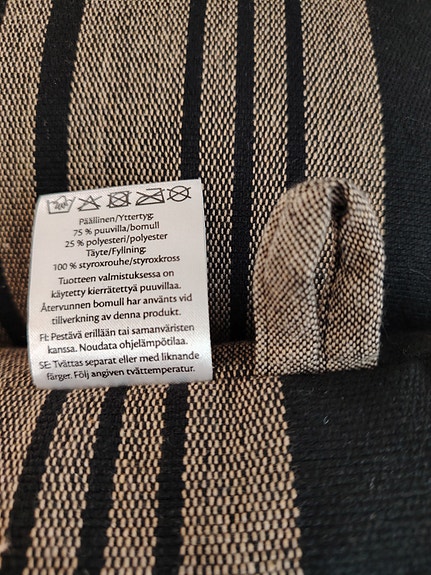 Päällinen/Yttertyg:
75 % puuvilla/bomull
25 % polyesteri/polyester
Täyte/Fyllning:
100 % styroxrouhe/styroxkross
Tuotteen valmistuksessa on
käytetty kierrätettyä puuvillaa.
Återvunnen bomull har använts vid
tillverkning av denna produkt.
FI: Pestävä erillään tai samanväristen
kanssa. Noudata ohjelämpötilaa.
SE: Tvättas separat eller med liknande
färger. Följ angiven tvättemperatur.